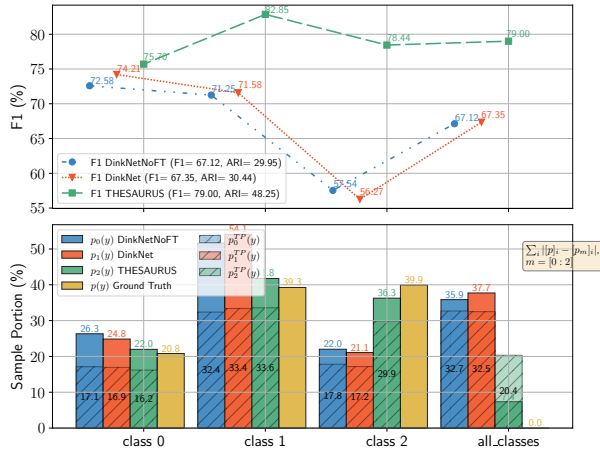 82.85
80
78.44
79.00
75.70
75
74.21
72.58
71.25
71.58
70
67.12
67.35
65
60
57.54
56.27
55
F1 (%)
F1 DinkNetNoFT (F1= 67.12, ARI= 29.95)
F1 DinkNet (F1= 67.35, ARI= 30.44)
F1 THESAURUS (F1= 79.00, ARI= 48.25)
Sample Portion (%)
50
40
30
20
10
0
p₀(y) DinkNetNoFT
p₁(y) DinkNet
p₂(y) THESAURUS
p(y) Ground Truth
p₀ᵀᴾ(y)
p₁ᵀᴾ(y)
p₂ᵀᴾ(y)
∑ᵢ |[p]ᵢ − [pₘ]ᵢ|,
m = [0 : 2]
26.3
24.8
22.0
20.8
17.1
16.9
16.2
54.1
39.3
32.4
33.4
33.6
22.0
21.1
36.3
39.9
17.8
17.2
29.9
35.9
37.7
0.0
32.7
32.5
20.4
class 0
class 1
class 2
all_classes